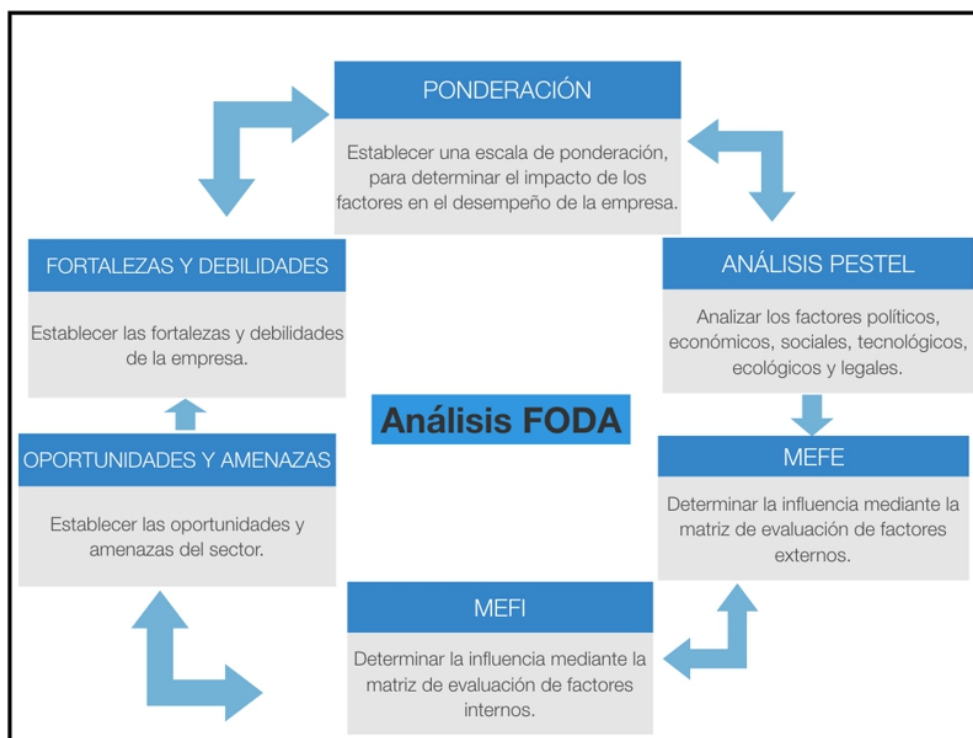 PONDERACIÓN
Establecer una escala de ponderación,
para determinar el impacto de los
factores en el desempeño de la empresa.
FORTALEZAS Y DEBILIDADES
Establecer las fortalezas y debilidades
de la empresa.
ANÁLISIS PESTEL
Analizar los factores políticos,
económicos, sociales, tecnológicos,
ecológicos y legales.
Análisis FODA
OPORTUNIDADES Y AMENAZAS
Establecer las oportunidades y
amenazas del sector.
MEFE
Determinar la influencia mediante la
matriz de evaluación de factores
externos.
MEFI
Determinar la influencia mediante la
matriz de evaluación de factores
internos.